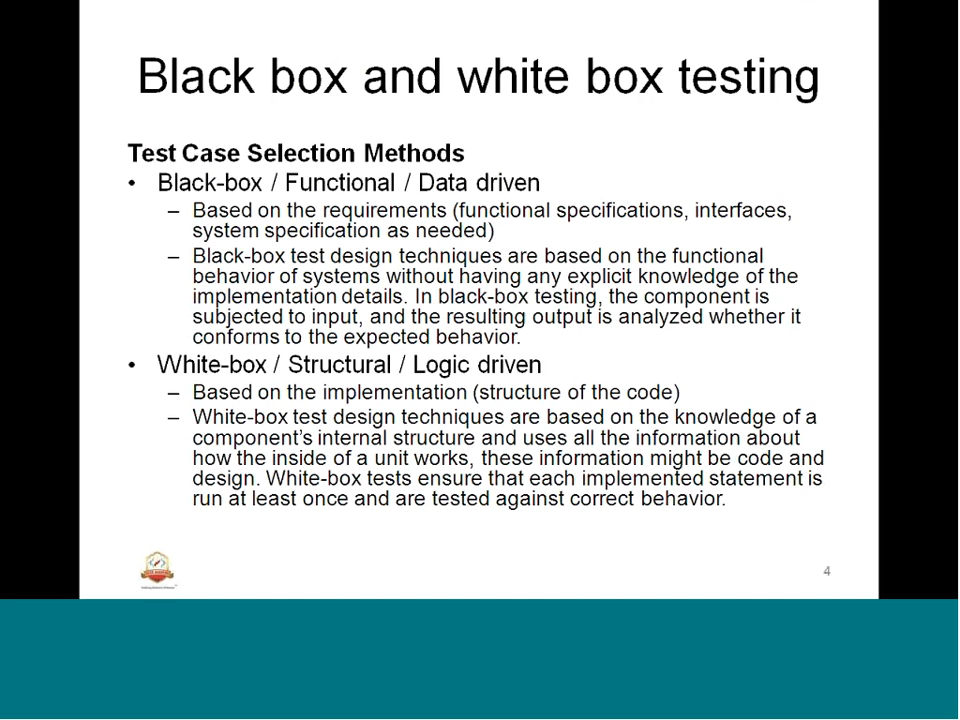 Black box and white box testing
Test Case Selection Methods
• Black-box / Functional / Data driven
– Based on the requirements (functional specifications, interfaces,
system specification as needed)
– Black-box test design techniques are based on the functional
behavior of systems without having any explicit knowledge of the
implementation details. In black-box testing, the component is
subjected to input, and the resulting output is analyzed whether it
conforms to the expected behavior.
• White-box / Structural / Logic driven
– Based on the implementation (structure of the code)
– White-box test design techniques are based on the knowledge of a
component's internal structure and uses all the information about
how the inside of a unit works, these information might be code and
design. White-box tests ensure that each implemented statement is
run at least once and are tested against correct behavior.
4